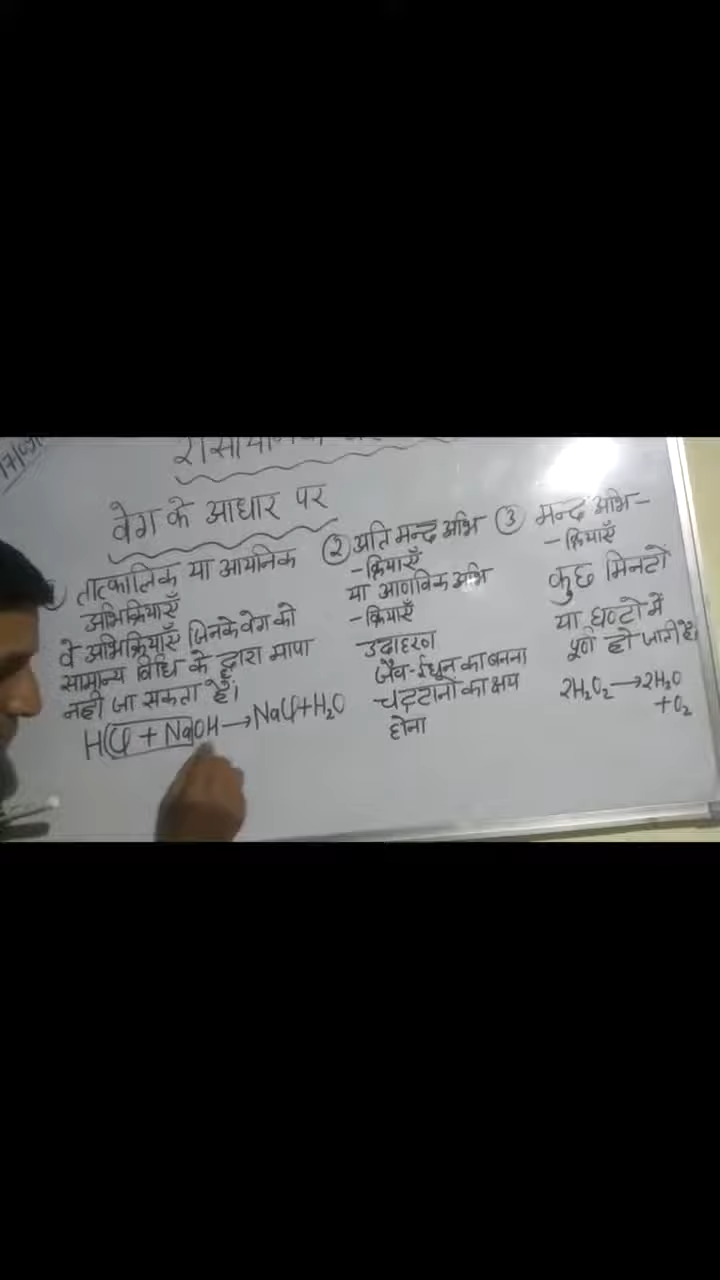 वेग के आधार पर
तात्कालिक या आयनिक
अभिक्रियाएँ
वे अभिक्रियाएँ जिनके वेग को
सामान्य विधि के द्वारा मापा
नही जा सकता है।
HCl + NaOH → NaCl + H₂O
② अति मन्द अभि
-क्रियाएँ
या आणविक अभि
-क्रियाएँ
उदाहरण
जैव-ईधन का बनना
चट्टानो का क्षय
होना
③ मन्द अभि-
-क्रियाएँ
कुछ मिनटो
या घण्टो में
पूर्ण हो जाती है।
2H₂O₂ → 2H₂O
+ O₂